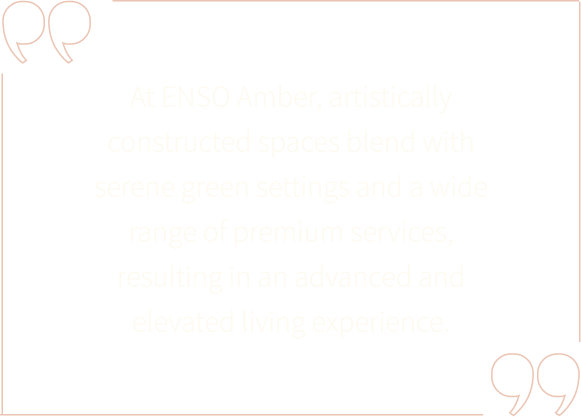 At ENSO Amber, artistically
constructed spaces blend with
serene green settings and a wide
range of premium services,
resulting in an advanced and
elevated living experience.